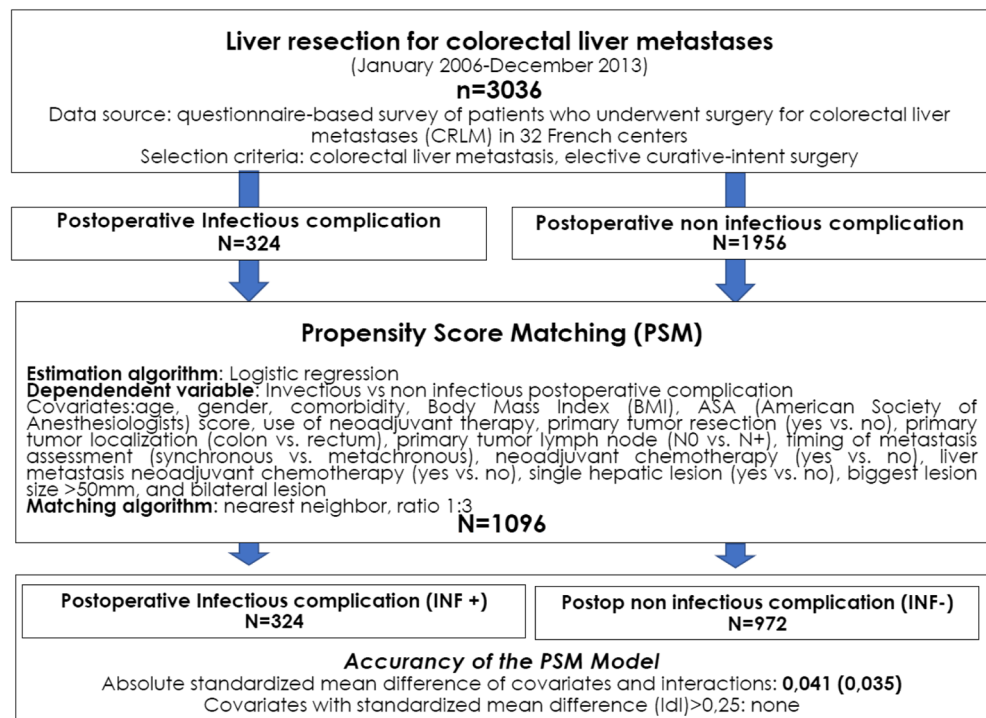 Liver resection for colorectal liver metastases
(January 2006-December 2013)
n=3036
Data source: questionnaire-based survey of patients who underwent surgery for colorectal liver
metastases (CRLM) in 32 French centers
Selection criteria: colorectal liver metastasis, elective curative-intent surgery
Postoperative Infectious complication
N=324
Postoperative non infectious complication
N=1956
Propensity Score Matching (PSM)
Estimation algorithm: Logistic regression
Dependendent variable: Invectious vs non infectious postoperative complication
Covariates:age, gender, comorbidity, Body Mass Index (BMI), ASA (American Society of
Anesthesiologists) score, use of neoadjuvant therapy, primary tumor resection (yes vs. no), primary
tumor localization (colon vs. rectum), primary tumor lymph node (N0 vs. N+), timing of metastasis
assessment (synchronous vs. metachronous), neoadjuvant chemotherapy (yes vs. no), liver
metastasis neoadjuvant chemotherapy (yes vs. no), single hepatic lesion (yes vs. no), biggest lesion
size >50mm, and bilateral lesion
Matching algorithm: nearest neighbor, ratio 1:3
N=1096
Postoperative Infectious complication (INF +)
N=324
Postop non infectious complication (INF-)
N=972
Accurancy of the PSM Model
Absolute standardized mean difference of covariates and interactions: 0,041 (0,035)
Covariates with standardized mean difference (IdI)>0,25: none